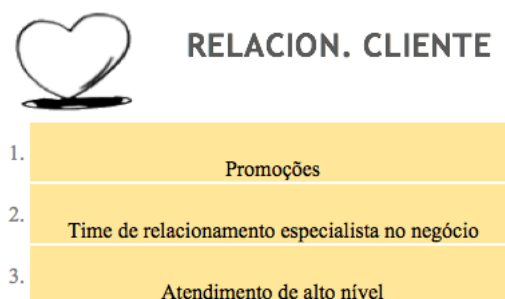 RELACION. CLIENTE
1. Promoções
2. Time de relacionamento especialista no negócio
3. Atendimento de alto nível